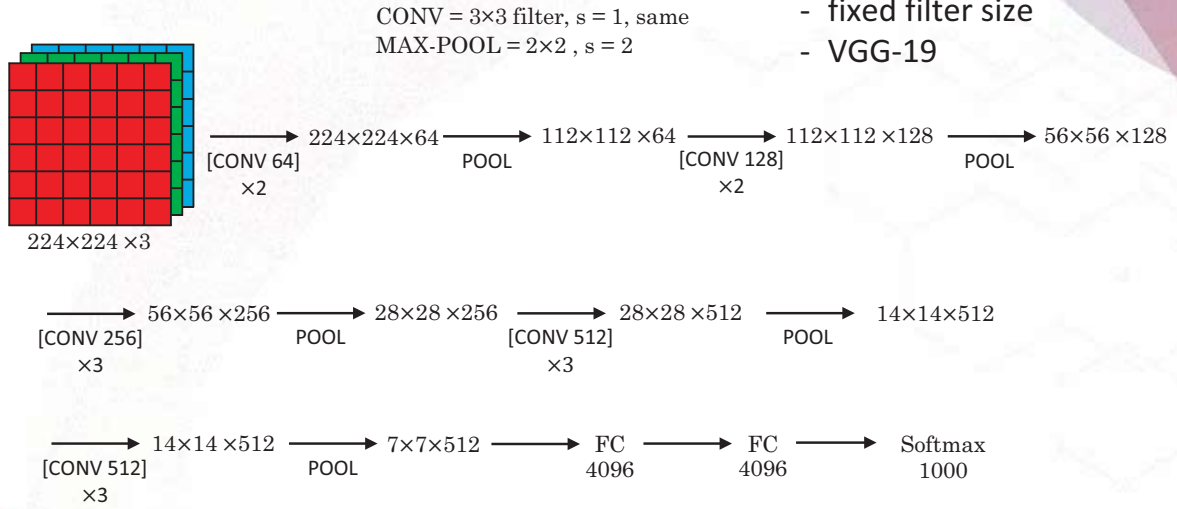 CONV = 3×3 filter, s = 1, same
MAX-POOL = 2×2 , s = 2
- fixed filter size
- VGG-19
224×224 ×3
[CONV 64]
×2
224×224×64
POOL
112×112 ×64
[CONV 128]
×2
112×112 ×128
POOL
56×56 ×128
[CONV 256]
×3
56×56 ×256
POOL
28×28 ×256
[CONV 512]
×3
28×28 ×512
POOL
14×14×512
[CONV 512]
×3
14×14 ×512
POOL
7×7×512
FC
4096
FC
4096
Softmax
1000